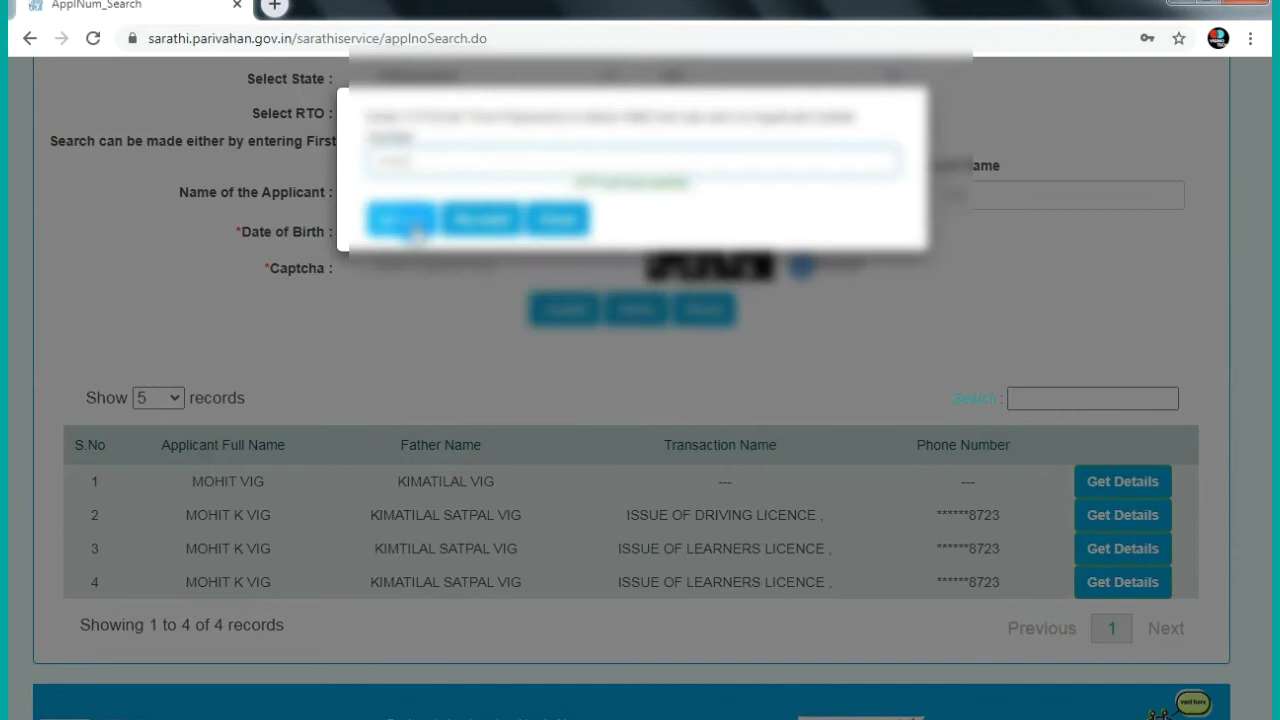 ApplNum_Search
sarathi.parivahan.gov.in/sarathiservice/applnoSearch.do
Select State :
Select RTO :
Search can be made either by entering First
ame
Name of the Applicant :
*Date of Birth :
*Captcha :
Show 5 records
Search :
S.No Applicant Full Name Father Name Transaction Name Phone Number
1 MOHIT VIG KIMATILAL VIG --- --- Get Details
2 MOHIT K VIG KIMATILAL SATPAL VIG ISSUE OF DRIVING LICENCE , ******8723 Get Details
3 MOHIT K VIG KIMTILAL SATPAL VIG ISSUE OF LEARNERS LICENCE , ******8723 Get Details
4 MOHIT K VIG KIMATILAL SATPAL VIG ISSUE OF LEARNERS LICENCE , ******8723 Get Details
Showing 1 to 4 of 4 records
Previous 1 Next